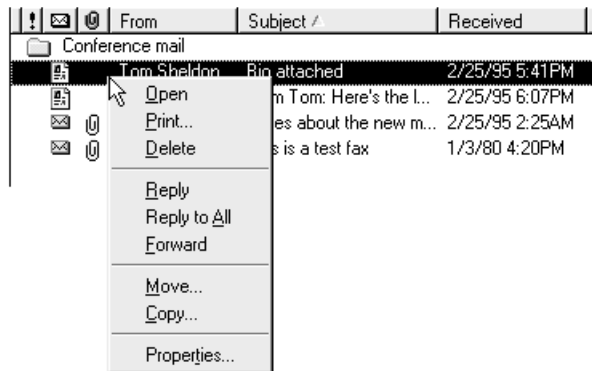 ! From Subject Received
Conference mail
Tom Sheldon Bio attached 2/25/95 5:41PM
Open m Tom: Here's the l... 2/25/95 6:07PM
Print... es about the new m... 2/25/95 2:25AM
Delete s is a test fax 1/3/80 4:20PM
Reply
Reply to All
Forward
Move...
Copy...
Properties...